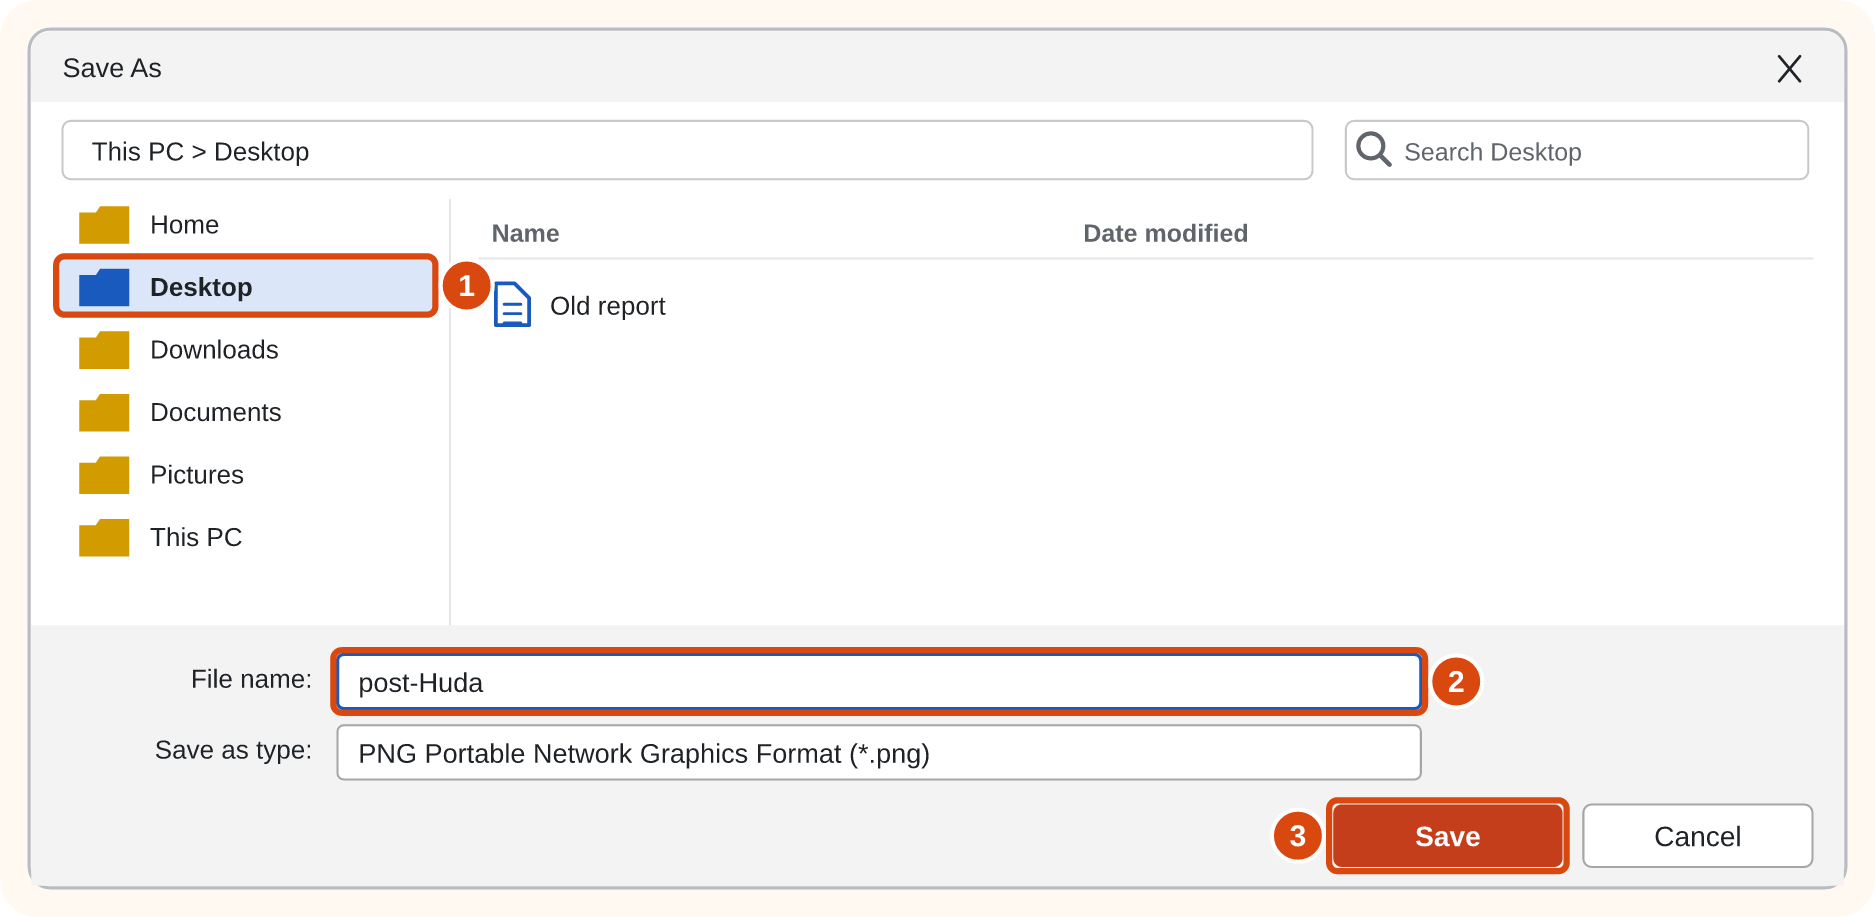 Save As
This PC > Desktop
Search Desktop
Home
Desktop
1
Downloads
Documents
Pictures
This PC
Name
Date modified
Old report
File name:
post-Huda
2
Save as type:
PNG Portable Network Graphics Format (*.png)
3
Save
Cancel